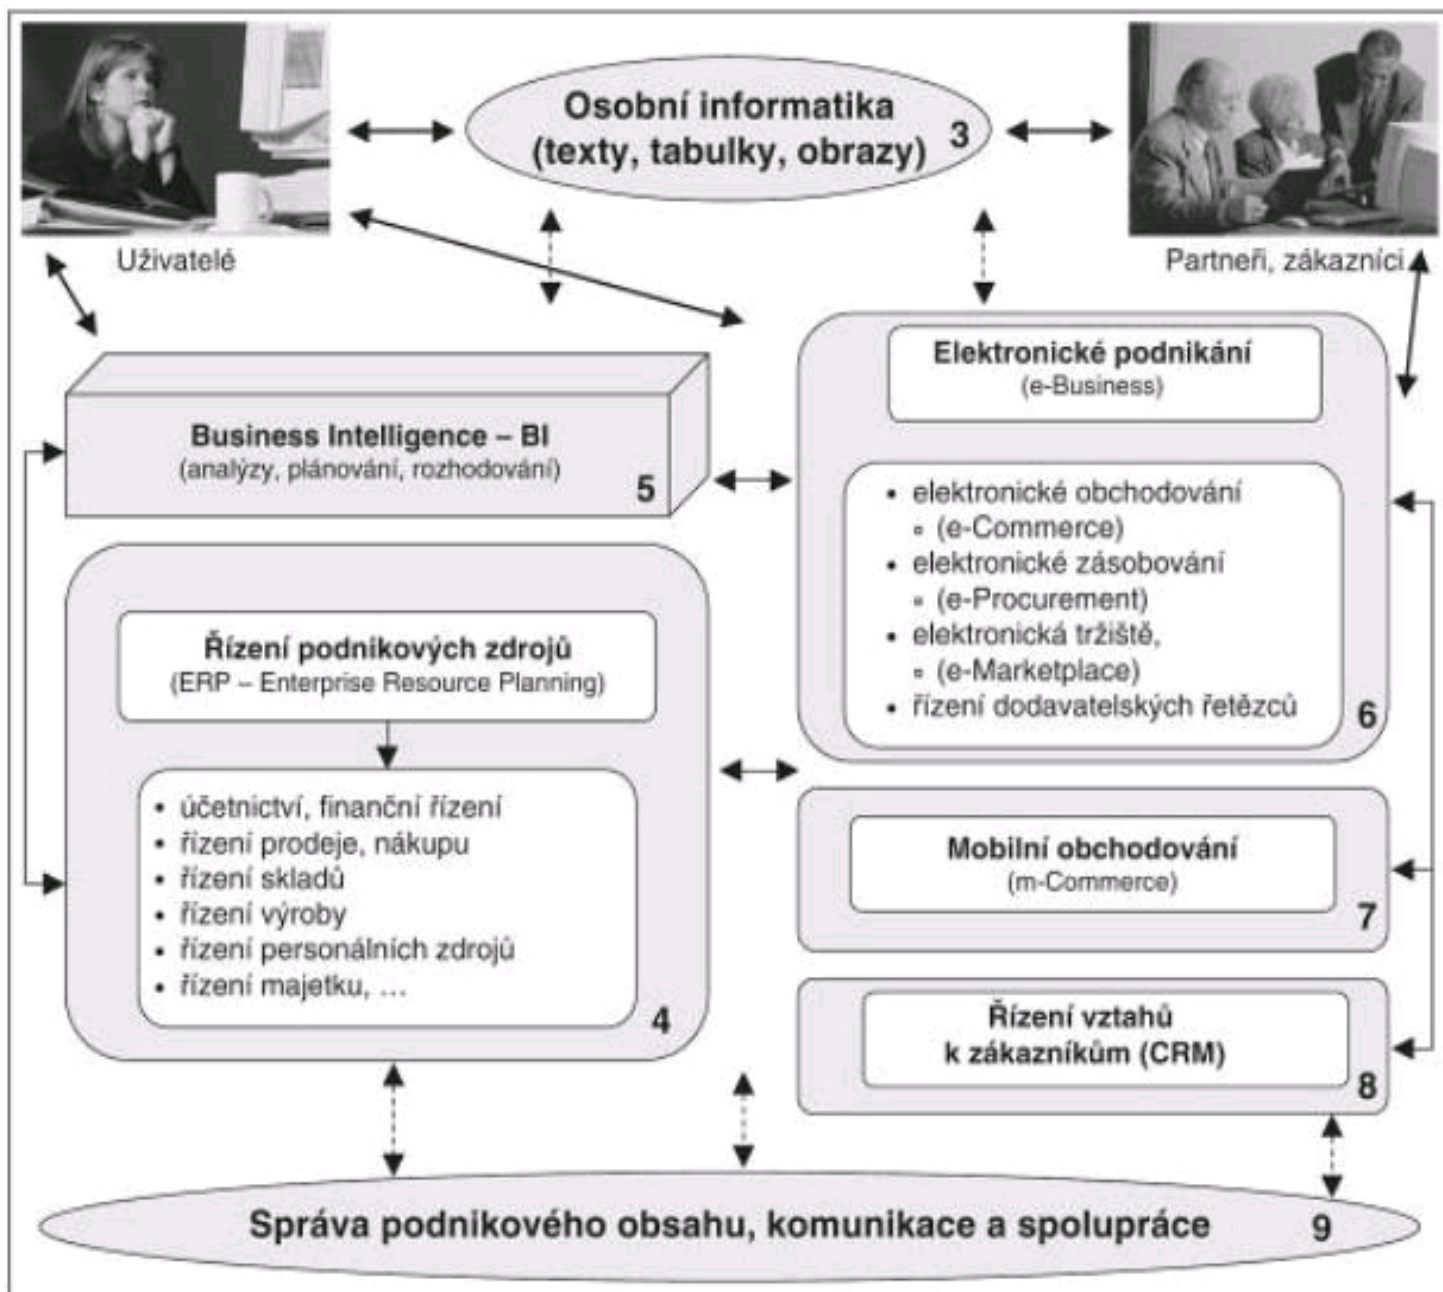 Osobní informatika
(texty, tabulky, obrazy)
3
Uživatelé
Partneři, zákazníci
Elektronické podnikání
(e-Business)
Business Intelligence – BI
(analýzy, plánování, rozhodování)
5
• elektronické obchodování
▫ (e-Commerce)
• elektronické zásobování
▫ (e-Procurement)
• elektronická tržiště,
▫ (e-Marketplace)
• řízení dodavatelských řetězců
6
Řízení podnikových zdrojů
(ERP – Enterprise Resource Planning)
• účetnictví, finanční řízení
• řízení prodeje, nákupu
• řízení skladů
• řízení výroby
• řízení personálních zdrojů
• řízení majetku, …
4
Mobilní obchodování
(m-Commerce)
7
Řízení vztahů
k zákazníkům (CRM)
8
Správa podnikového obsahu, komunikace a spolupráce
9